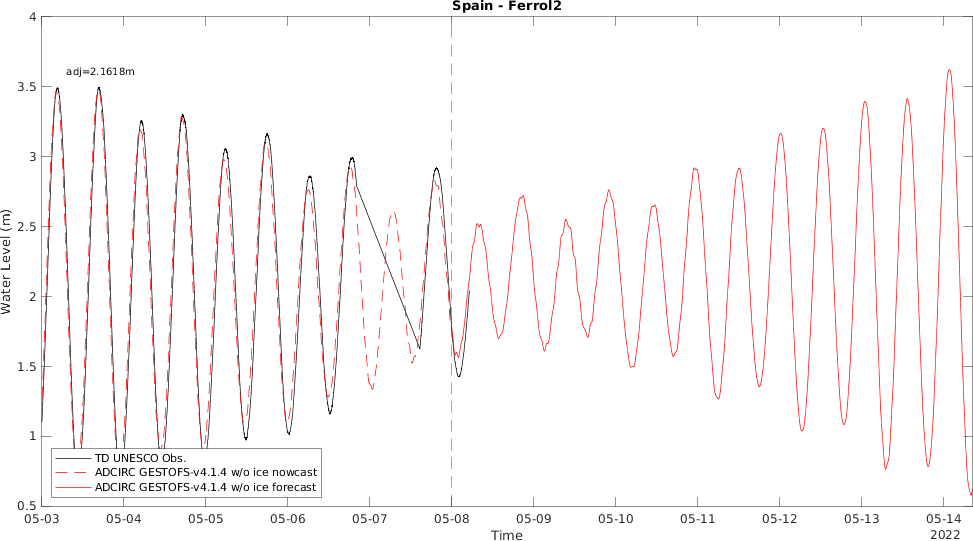 Spain - Ferrol2
4
adj=2.1618m
3.5
3
2.5
2
1.5
1
0.5
Water Level (m)
TD UNESCO Obs.
ADCIRC GESTOFS-v4.1.4 w/o ice nowcast
ADCIRC GESTOFS-v4.1.4 w/o ice forecast
05-03 05-04 05-05 05-06 05-07 05-08 05-09 05-10 05-11 05-12 05-13 05-14
Time
2022